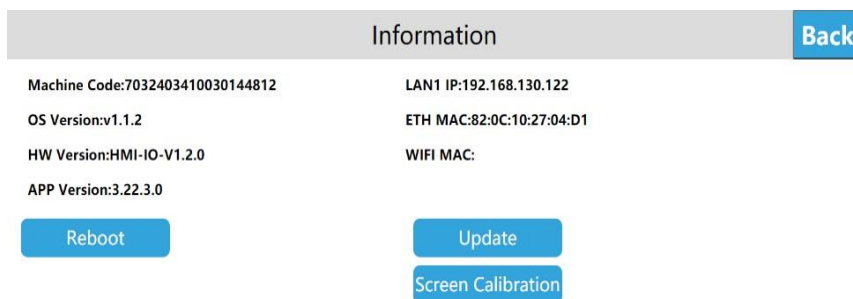 Information
Back
Machine Code:7032403410030144812
LAN1 IP:192.168.130.122
OS Version:v1.1.2
ETH MAC:82:0C:10:27:04:D1
HW Version:HMI-IO-V1.2.0
WIFI MAC:
APP Version:3.22.3.0
Reboot
Update
Screen Calibration